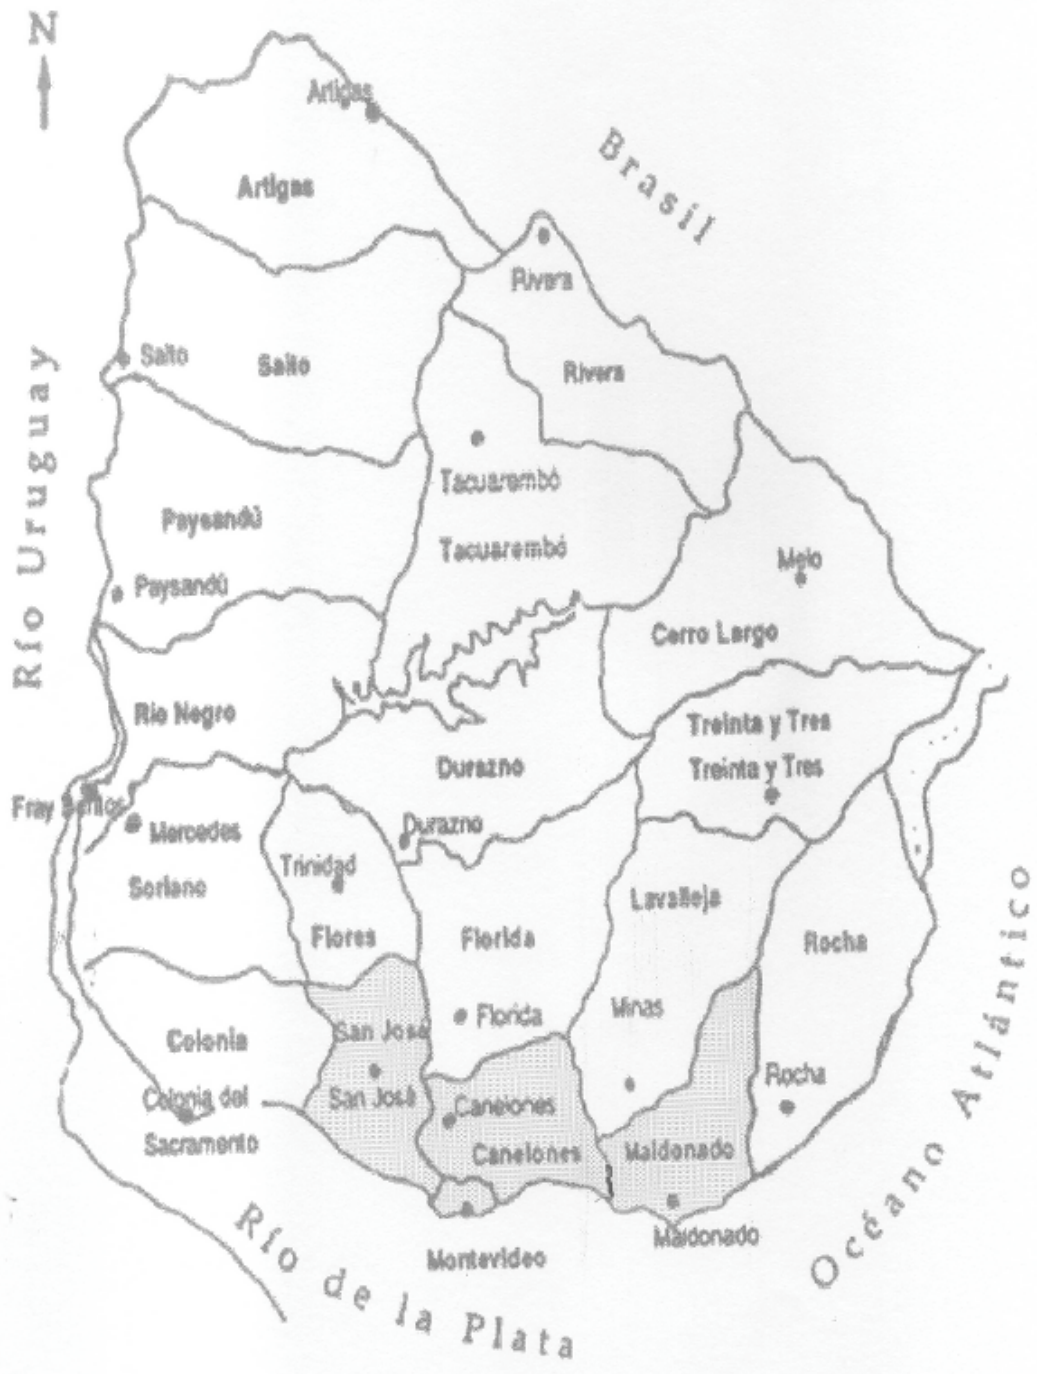 N
Artigas
Artigas
Brasil
Rivera
Rivera
Salto
Salto
Río Uruguay
Tacuarembó
Tacuarembó
Paysandú
Paysandú
Melo
Cerro Largo
Río Negro
Treinta y Tres
Treinta y Tres
Durazno
Durazno
Fray Bentos
Mercedes
Soriano
Trinidad
Flores
Florida
Florida
Lavalleja
Minas
Rocha
Rocha
Océano Atlántico
Colonia
Colonia del
Sacramento
San José
San José
Canelones
Canelones
Maldonado
Maldonado
Montevideo
Río de la Plata